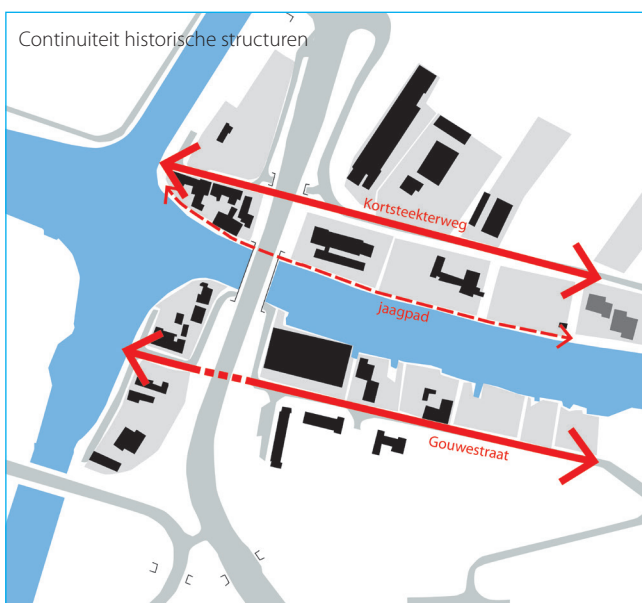 Continuiteit historische structuren
Kortsteekterweg
jaagpad
Gouwestraat